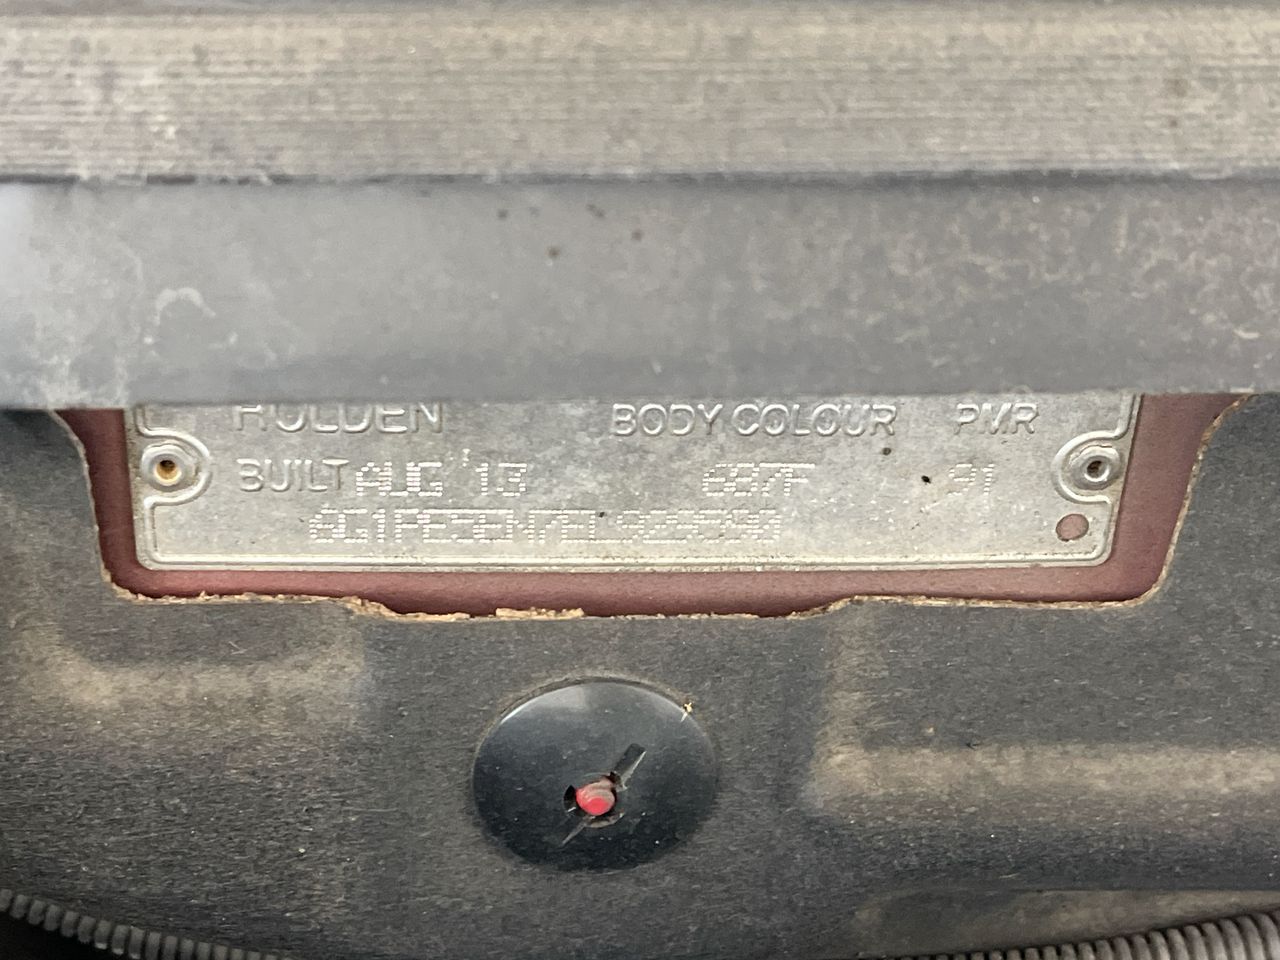 HOLDEN BODY COLOUR PMR
BUILT AUG '13 687F 91